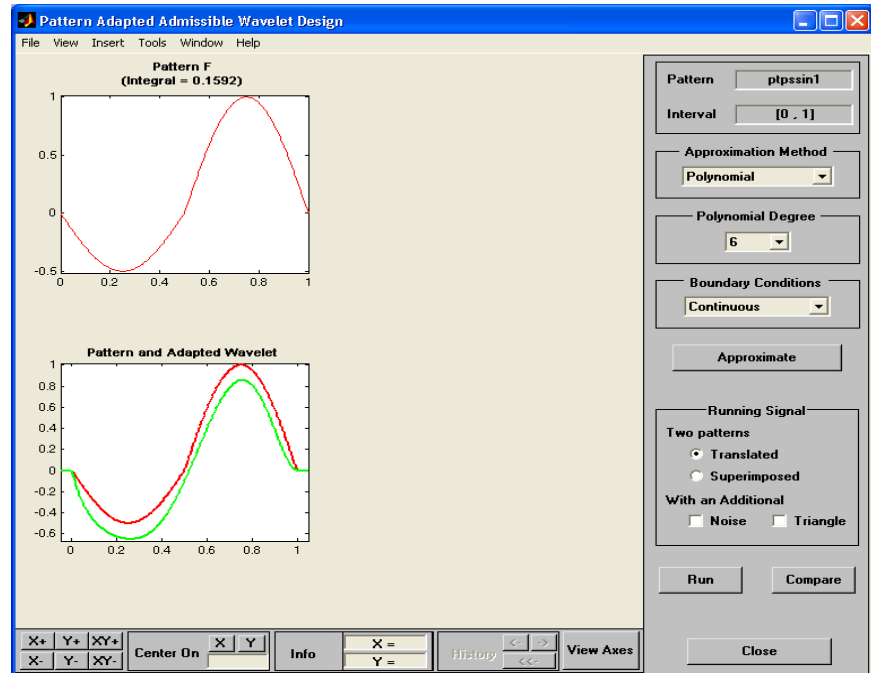 Pattern Adapted Admissible Wavelet Design
File View Insert Tools Window Help
Pattern F
(Integral = 0.1592)
1
0.5
0
-0.5
0 0.2 0.4 0.6 0.8 1
Pattern and Adapted Wavelet
1
0.8
0.6
0.4
0.2
0
-0.2
-0.4
-0.6
0 0.2 0.4 0.6 0.8 1
Pattern ptpssin1
Interval [0 , 1]
Approximation Method
Polynomial
Polynomial Degree
6
Boundary Conditions
Continuous
Approximate
Running Signal
Two patterns
Translated
Superimposed
With an Additional
Noise Triangle
Run Compare
Close
X+ Y+ XY+
X- Y- XY-
Center On X Y
Info X =
Y =
History <- ->
<<-
View Axes